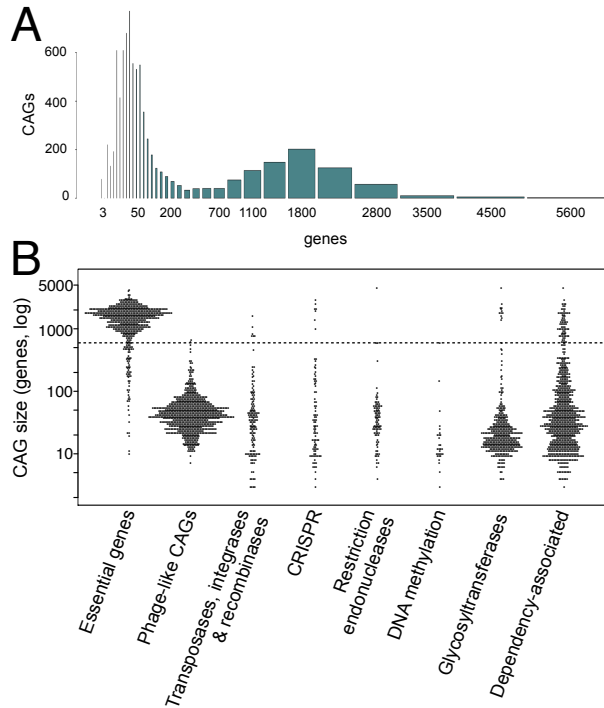 A
CAGs
600
400
200
0
3 50 200 700 1100 1800 2800 3500 4500 5600
genes
B
CAG size (genes, log)
5000
1000
100
10
Essential genes
Phage-like CAGs
Transposases, integrases
& recombinases
CRISPR
Restriction
endonucleases
DNA methylation
Glycosyltransferases
Dependency-associated